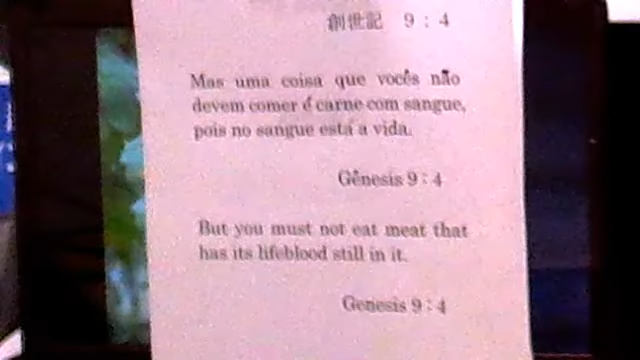 創世記 9:4
Mas uma coisa que vocês não
devem comer é carne com sangue,
pois no sangue está a vida.
Gênesis 9:4
But you must not eat meat that
has its lifeblood still in it.
Genesis 9:4